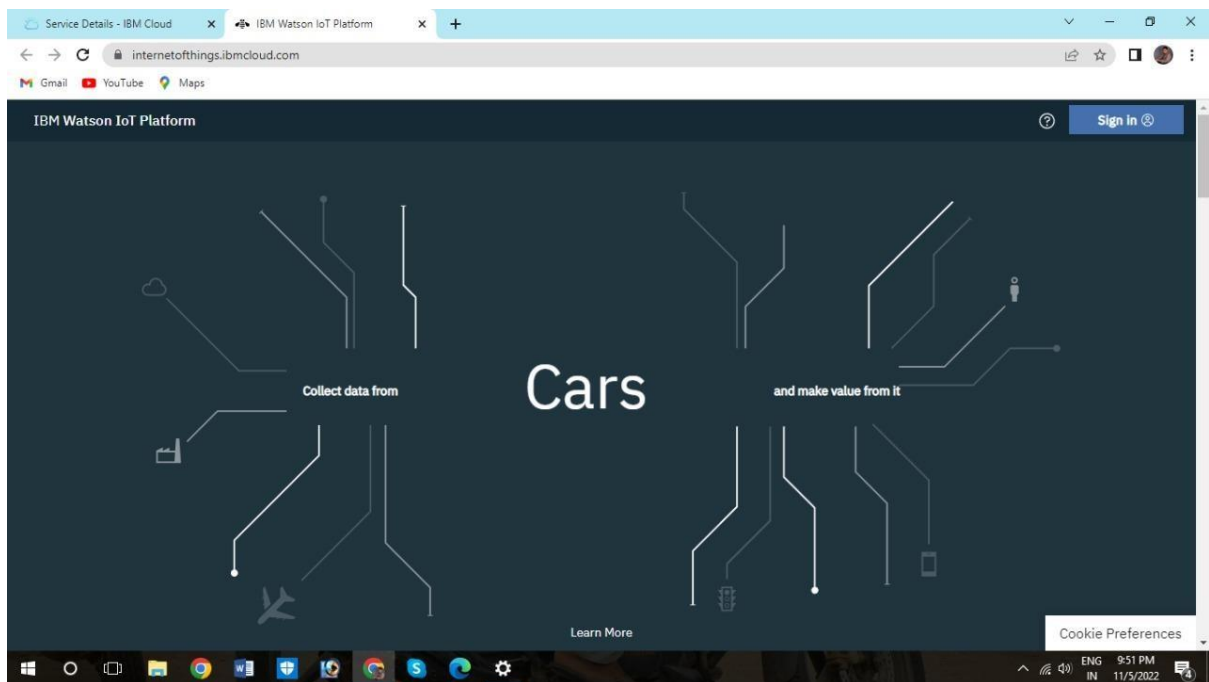 Service Details - IBM Cloud
IBM Watson IoT Platform
internetofthings.ibmcloud.com
Gmail YouTube Maps
IBM Watson IoT Platform
Sign in
Collect data from Cars and make value from it
Learn More
Cookie Preferences
ENG 9:51 PM
IN 11/5/2022
4